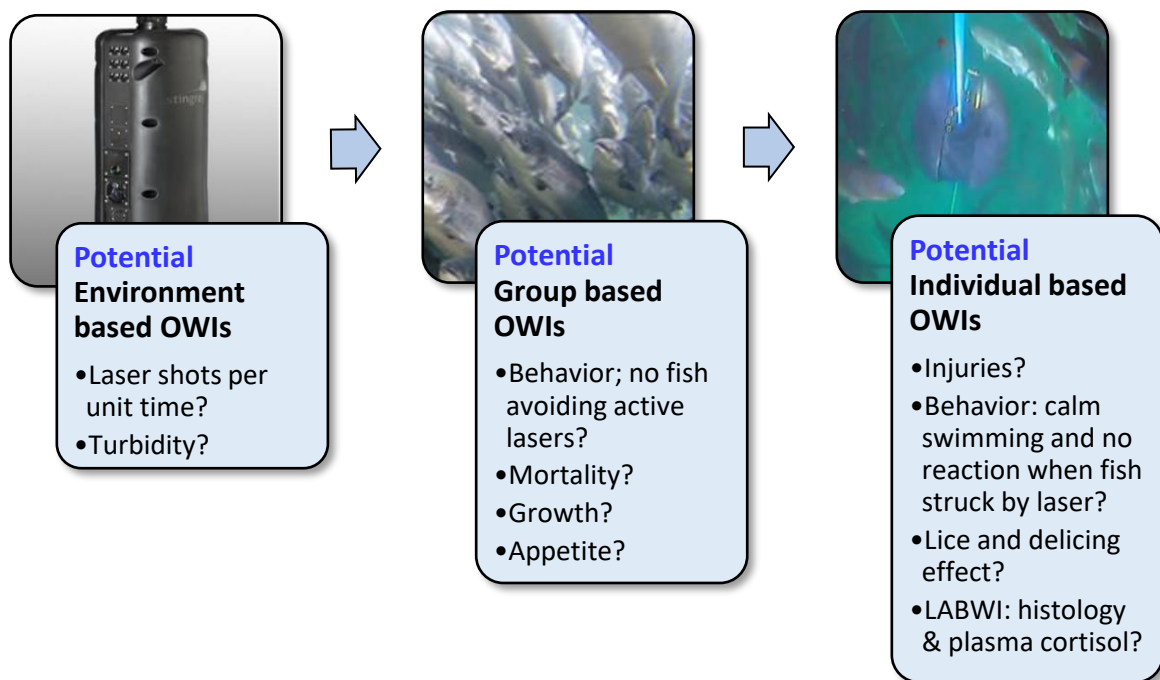 stingr
Potential
Environment
based OWIs
•Laser shots per
unit time?
•Turbidity?
Potential
Group based
OWIs
•Behavior; no fish
avoiding active
lasers?
•Mortality?
•Growth?
•Appetite?
Potential
Individual based
OWIs
•Injuries?
•Behavior: calm
swimming and no
reaction when fish
struck by laser?
•Lice and delicing
effect?
•LABWI: histology
& plasma cortisol?